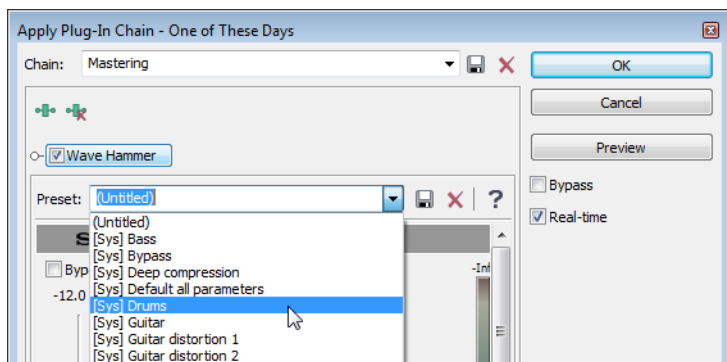 Apply Plug-In Chain - One of These Days
Chain: Mastering
OK
Cancel
Wave Hammer
Preview
Preset: (Untitled)
?
Bypass
Real-time
(Untitled)
[Sys] Bass
[Sys] Bypass
[Sys] Deep compression
[Sys] Default all parameters
[Sys] Drums
[Sys] Guitar
[Sys] Guitar distortion 1
[Sys] Guitar distortion 2
S
Byp
-12.0
-Inf